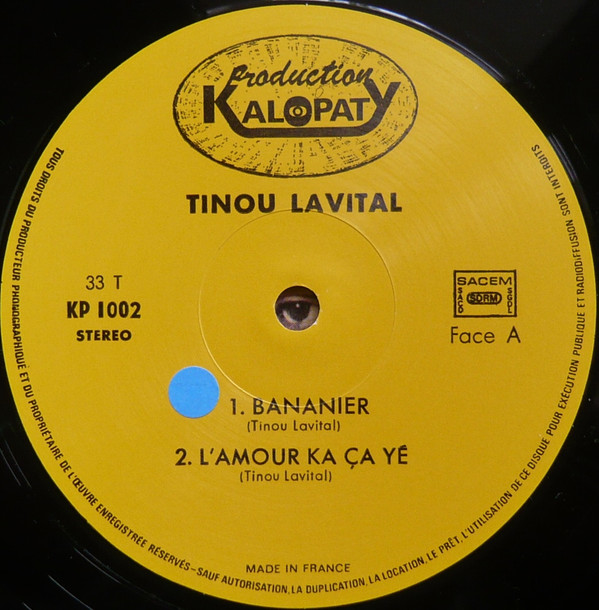 Production
KALOPATY
TINOU LAVITAL
33 T
KP 1002
STEREO
SACEM
SACD
SDRM
SGDL
Face A
1. BANANIER
(Tinou Lavital)
2. L'AMOUR KA ÇA YÉ
(Tinou Lavital)
MADE IN FRANCE
TOUS DROITS DU PRODUCTEUR PHONOGRAPHIQUE ET DU PROPRIÉTAIRE DE L'ŒUVRE ENREGISTRÉE RÉSERVÉS–SAUF AUTORISATION, LA DUPLICATION, LA LOCATION, LE PRÊT, L'UTILISATION DE CE DISQUE POUR EXÉCUTION PUBLIQUE ET RADIODIFFUSION SONT INTERDITS